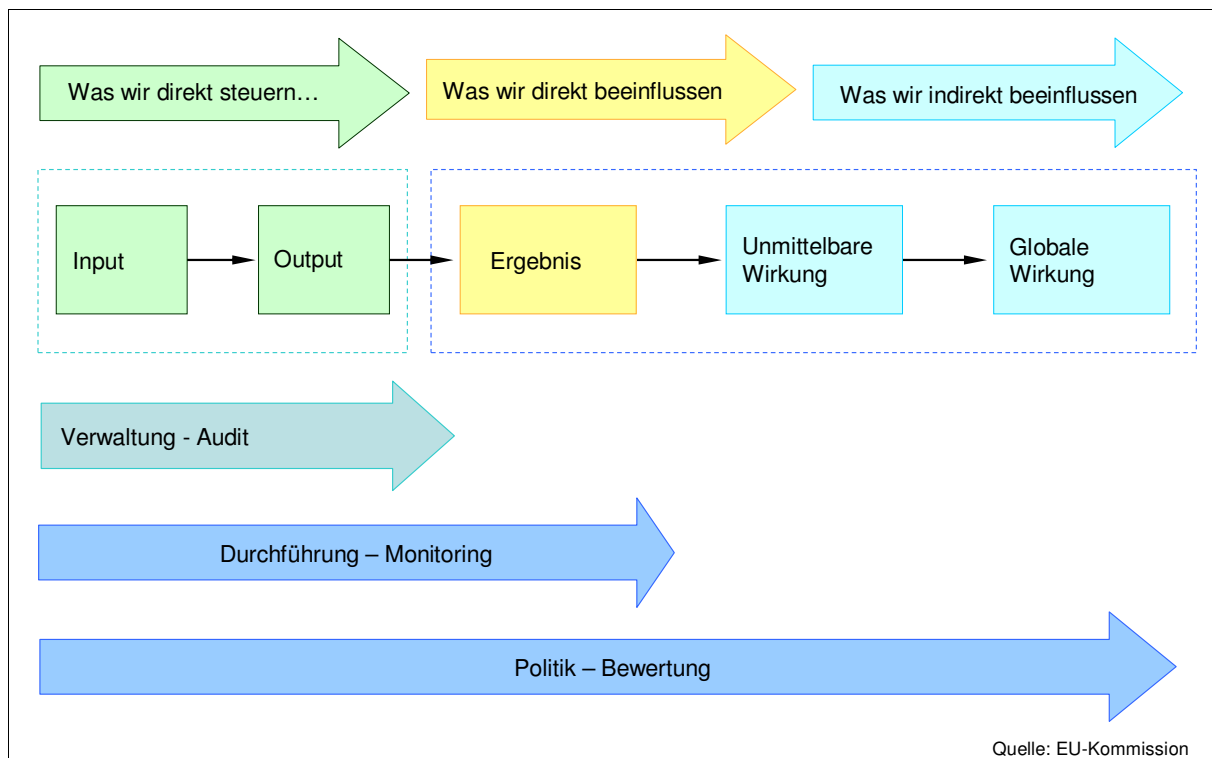 Was wir direkt steuern…
Was wir direkt beeinflussen
Was wir indirekt beeinflussen
Input
Output
Ergebnis
Unmittelbare
Wirkung
Globale
Wirkung
Verwaltung - Audit
Durchführung – Monitoring
Politik – Bewertung
Quelle: EU-Kommission